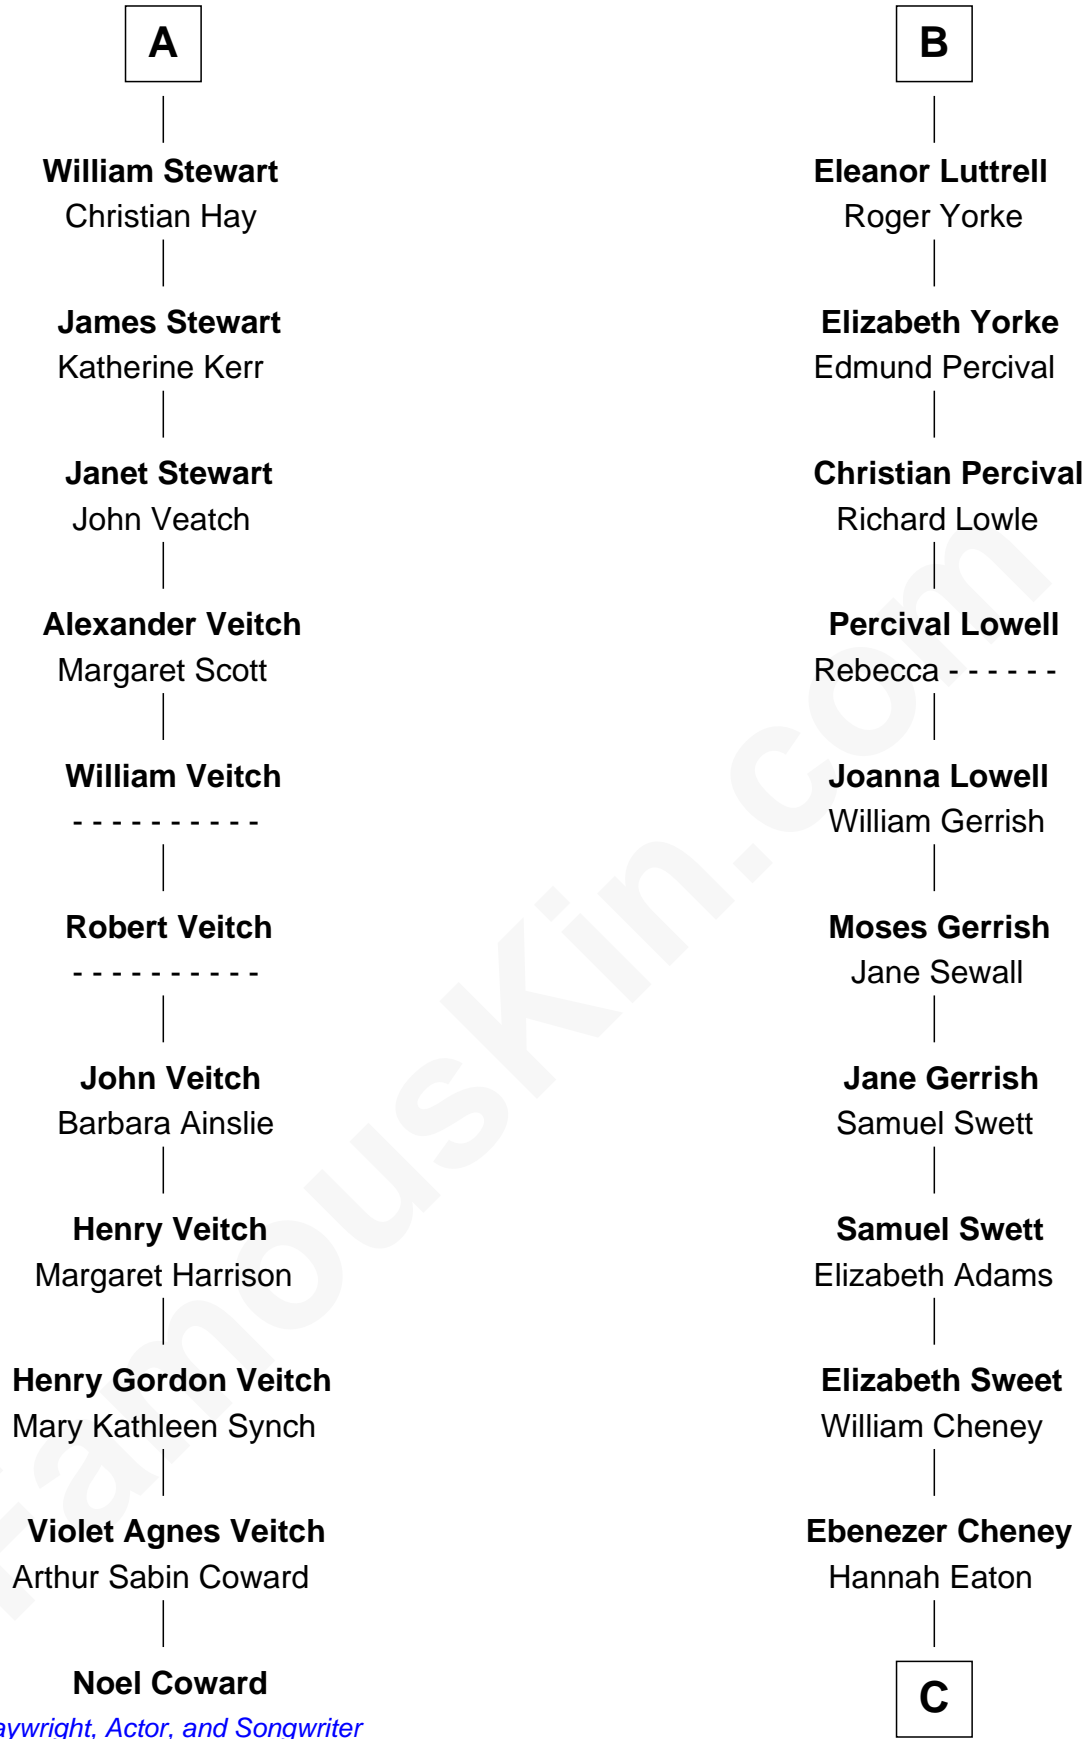 A
William Stewart
Christian Hay
James Stewart
Katherine Kerr
Janet Stewart
John Veatch
Alexander Veitch
Margaret Scott
William Veitch
- - - - - - - - - -
Robert Veitch
- - - - - - - - - -
John Veitch
Barbara Ainslie
Henry Veitch
Margaret Harrison
Henry Gordon Veitch
Mary Kathleen Synch
Violet Agnes Veitch
Arthur Sabin Coward
Noel Coward
aywright, Actor, and Songwriter
B
Eleanor Luttrell
Roger Yorke
Elizabeth Yorke
Edmund Percival
Christian Percival
Richard Lowle
Percival Lowell
Rebecca - - - - - -
Joanna Lowell
William Gerrish
Moses Gerrish
Jane Sewall
Jane Gerrish
Samuel Swett
Samuel Swett
Elizabeth Adams
Elizabeth Sweet
William Cheney
Ebenezer Cheney
Hannah Eaton
C
FamousKin.com